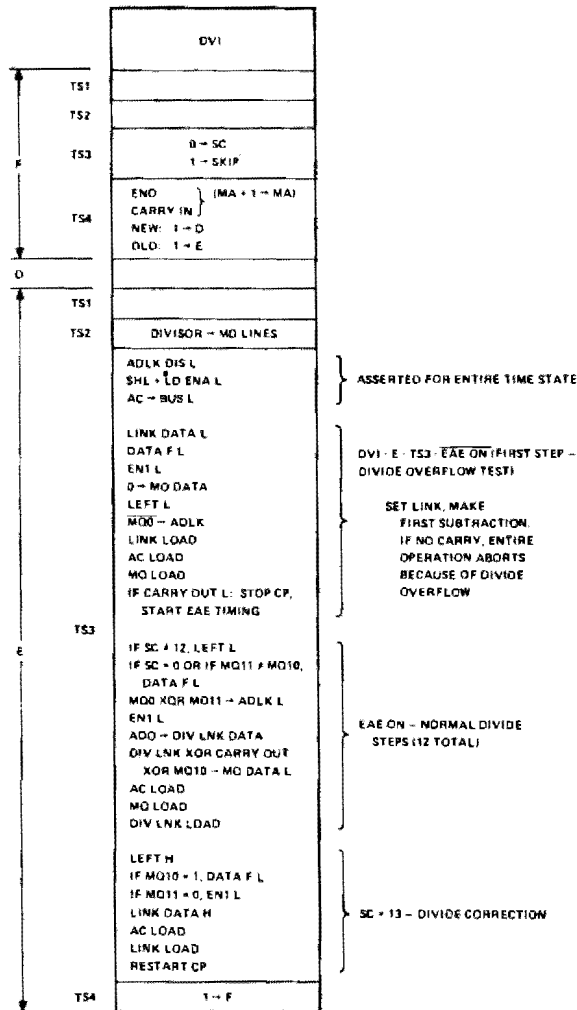 DVI
F
TS1
TS2
TS3
0 → SC
1 → SKIP
TS4
END
CARRY IN } (MA + 1 → MA)
NEW: 1 → D
OLD: 1 → E
D
E
TS1
TS2
DIVISOR → MD LINES
TS3
ADLK DIS L
SHL + LD ENA L
AC → BUS L
ASSERTED FOR ENTIRE TIME STATE
LINK DATA L
DATA F L
EN1 L
0 → MQ DATA
LEFT L
M̅Q̅0̅ → ADLK
LINK LOAD
AC LOAD
MQ LOAD
IF CARRY OUT L: STOP CP,
START EAE TIMING
DVI · E · TS3 · E̅A̅E̅ ̅O̅N̅ (FIRST STEP –
DIVIDE OVERFLOW TEST)
SET LINK, MAKE
FIRST SUBTRACTION.
IF NO CARRY, ENTIRE
OPERATION ABORTS
BECAUSE OF DIVIDE
OVERFLOW
IF SC ≠ 12, LEFT L
IF SC = 0 OR IF MQ11 ≠ MQ10,
DATA F L
MQ0 XOR MQ11 → ADLK L
EN1 L
AD0 → DIV LNK DATA
DIV LNK XOR CARRY OUT
XOR MQ10 → MQ DATA L
AC LOAD
MQ LOAD
DIV LNK LOAD
EAE ON – NORMAL DIVIDE
STEPS (12 TOTAL)
LEFT H
IF MQ10 = 1, DATA F L
IF MQ11 = 0, EN1 L
LINK DATA H
AC LOAD
LINK LOAD
RESTART CP
SC = 13 – DIVIDE CORRECTION
TS4
1 → F